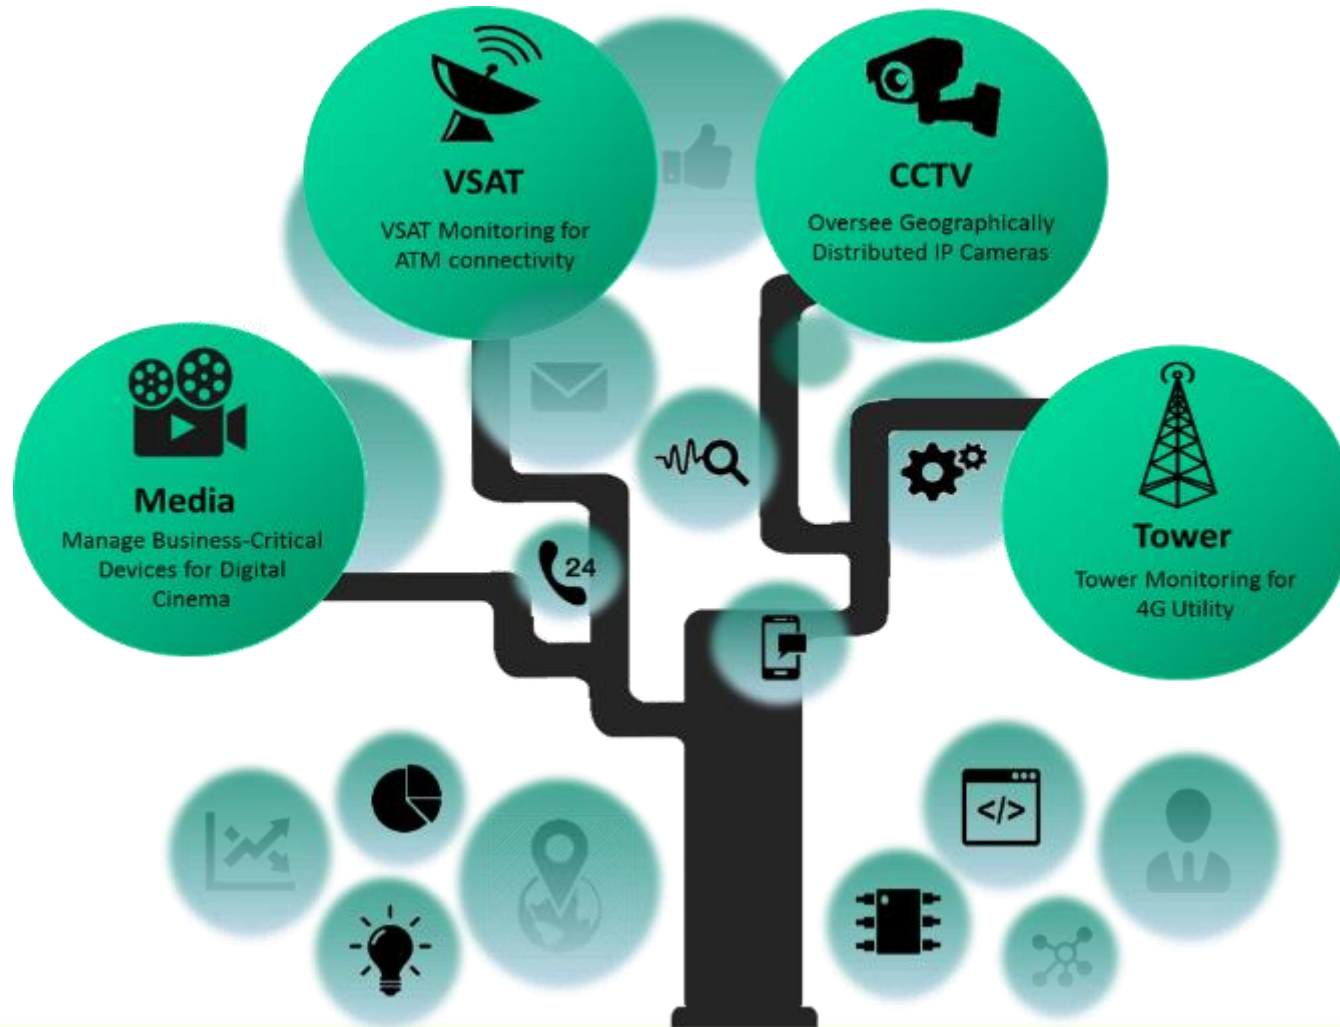 VSAT
VSAT Monitoring for
ATM connectivity
CCTV
Oversee Geographically
Distributed IP Cameras
Media
Manage Business-Critical
Devices for Digital
Cinema
Tower
Tower Monitoring for
4G Utility
24
</>